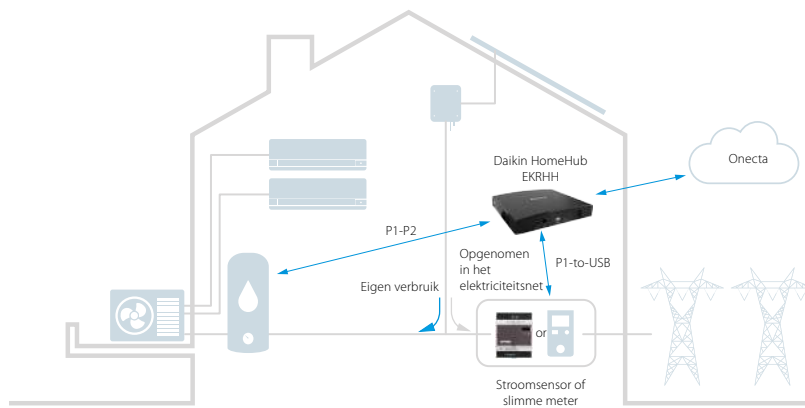 Daikin HomeHub
EKRHH
Onecta
P1-P2
Opgenomen
in het
elektriciteitsnet
P1-to-USB
Eigen verbruik
or
Stroomsensor of
slimme meter